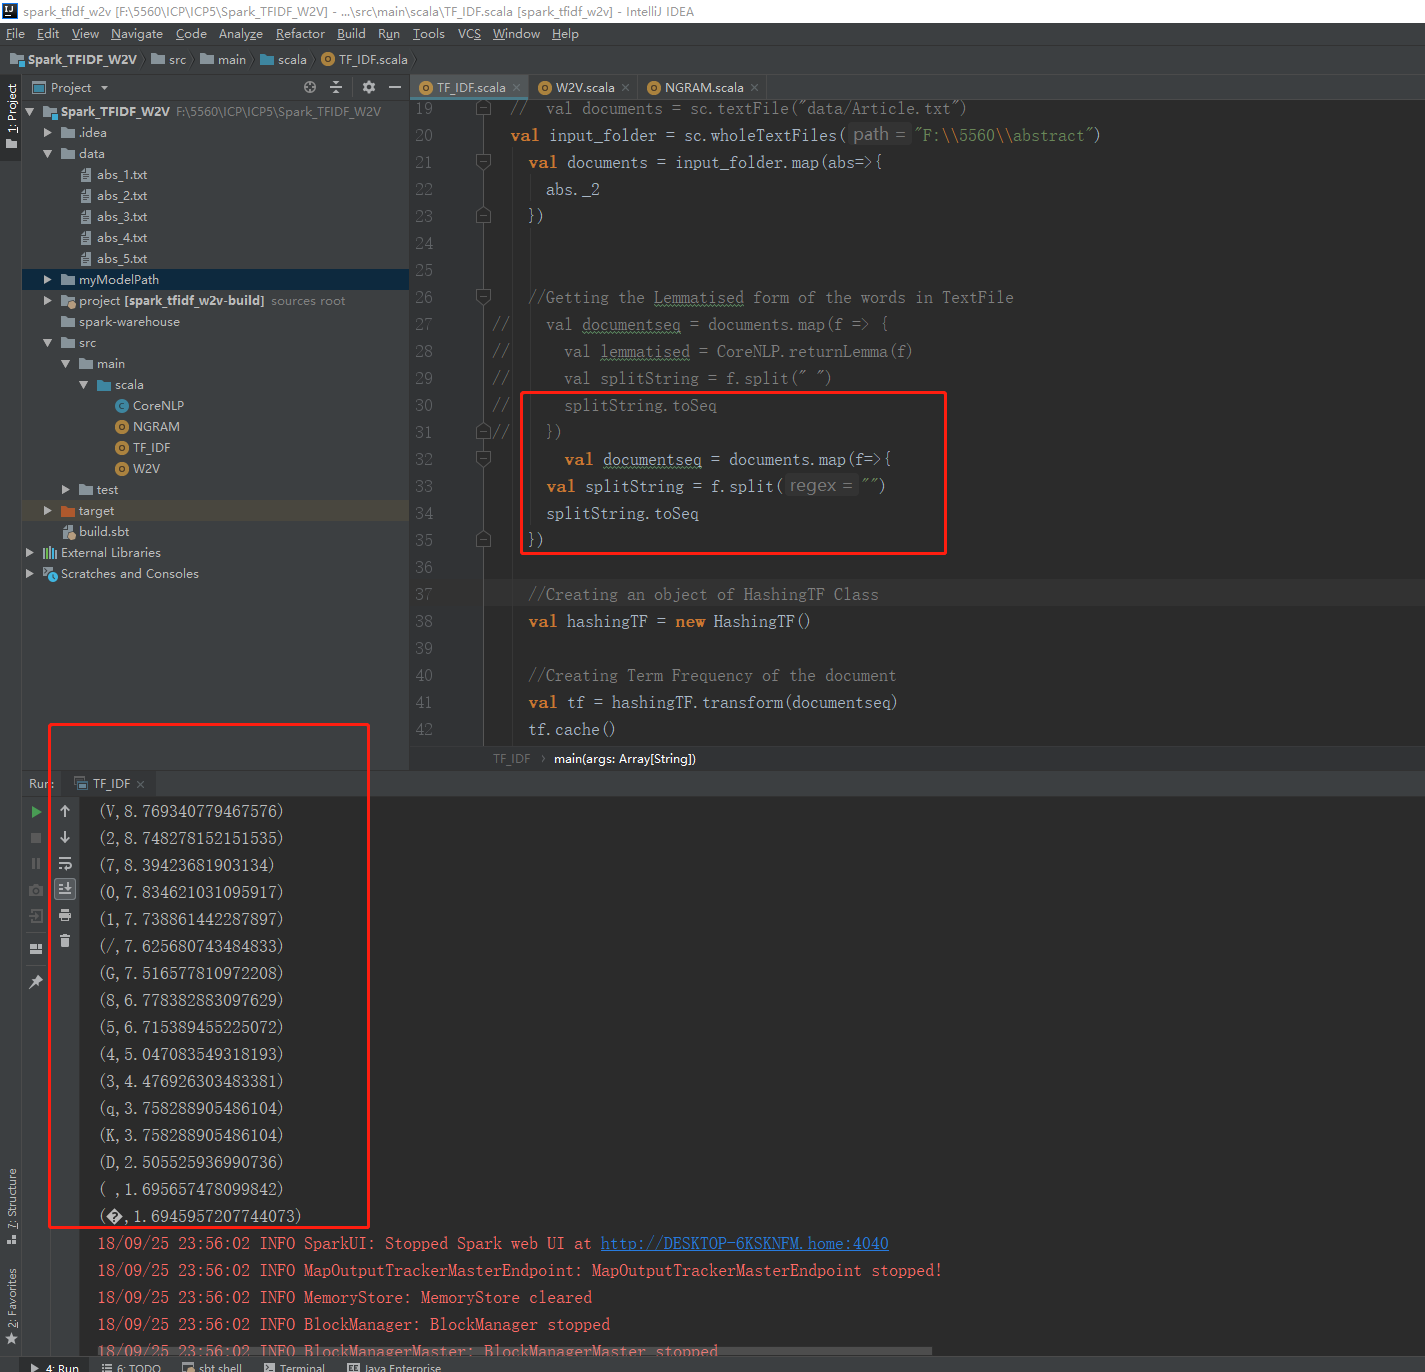 spark_tfidf_w2v [F:\5560\ICP\ICP5\Spark_TFIDF_W2V] - ...\src\main\scala\TF_IDF.scala [spark_tfidf_w2v] - IntelliJ IDEA
File Edit View Navigate Code Analyze Refactor Build Run Tools VCS Window Help
Spark_TFIDF_W2V src main scala TF_IDF.scala
1: Project
Project
Spark_TFIDF_W2V F:\5560\ICP\ICP5\Spark_TFIDF_W2V
.idea
data
abs_1.txt
abs_2.txt
abs_3.txt
abs_4.txt
abs_5.txt
myModelPath
project [spark_tfidf_w2v-build] sources root
spark-warehouse
src
main
scala
CoreNLP
NGRAM
TF_IDF
W2V
test
target
build.sbt
External Libraries
Scratches and Consoles
TF_IDF.scala W2V.scala NGRAM.scala
19 // val documents = sc.textFile("data/Article.txt")
20 val input_folder = sc.wholeTextFiles( path = "F:\\5560\\abstract")
21 val documents = input_folder.map(abs=>{
22 abs._2
23 })
24
25
26 //Getting the Lemmatised form of the words in TextFile
27 // val documentseq = documents.map(f => {
28 // val lemmatised = CoreNLP.returnLemma(f)
29 // val splitString = f.split(" ")
30 // splitString.toSeq
31 // })
32 val documentseq = documents.map(f=>{
33 val splitString = f.split( regex = "")
34 splitString.toSeq
35 })
36
37 //Creating an object of HashingTF Class
38 val hashingTF = new HashingTF()
39
40 //Creating Term Frequency of the document
41 val tf = hashingTF.transform(documentseq)
42 tf.cache()
TF_IDF › main(args: Array[String])
Run: TF_IDF
(V,8.769340779467576)
(2,8.748278152151535)
(7,8.39423681903134)
(0,7.834621031095917)
(1,7.738861442287897)
(/,7.625680743484833)
(G,7.516577810972208)
(8,6.778382883097629)
(5,6.715389455225072)
(4,5.047083549318193)
(3,4.476926303483381)
(q,3.758288905486104)
(K,3.758288905486104)
(D,2.505525936990736)
( ,1.695657478099842)
(�,1.6945957207744073)
18/09/25 23:56:02 INFO SparkUI: Stopped Spark web UI at http://DESKTOP-6KSKNFM.home:4040
18/09/25 23:56:02 INFO MapOutputTrackerMasterEndpoint: MapOutputTrackerMasterEndpoint stopped!
18/09/25 23:56:02 INFO MemoryStore: MemoryStore cleared
18/09/25 23:56:02 INFO BlockManager: BlockManager stopped
18/09/25 23:56:02 INFO BlockManagerMaster: BlockManagerMaster stopped
7: Structure
2: Favorites
4: Run 6: TODO sbt shell Terminal Java Enterprise